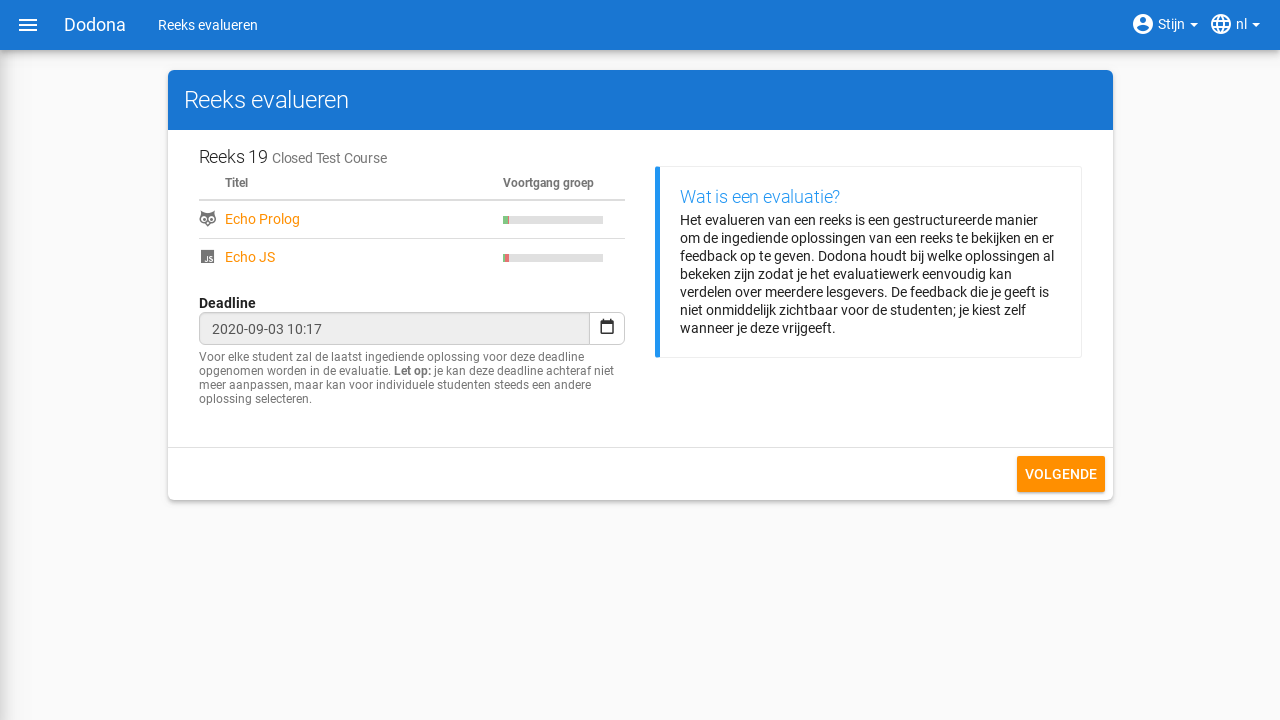 Dodona Reeks evalueren Stijn nl
Reeks evalueren
Reeks 19 Closed Test Course
Titel Voortgang groep
Echo Prolog
JS Echo JS
Deadline
2020-09-03 10:17
Voor elke student zal de laatst ingediende oplossing voor deze deadline
opgenomen worden in de evaluatie. Let op: je kan deze deadline achteraf niet
meer aanpassen, maar kan voor individuele studenten steeds een andere
oplossing selecteren.
Wat is een evaluatie?
Het evalueren van een reeks is een gestructureerde manier
om de ingediende oplossingen van een reeks te bekijken en er
feedback op te geven. Dodona houdt bij welke oplossingen al
bekeken zijn zodat je het evaluatiewerk eenvoudig kan
verdelen over meerdere lesgevers. De feedback die je geeft is
niet onmiddelijk zichtbaar voor de studenten; je kiest zelf
wanneer je deze vrijgeeft.
VOLGENDE